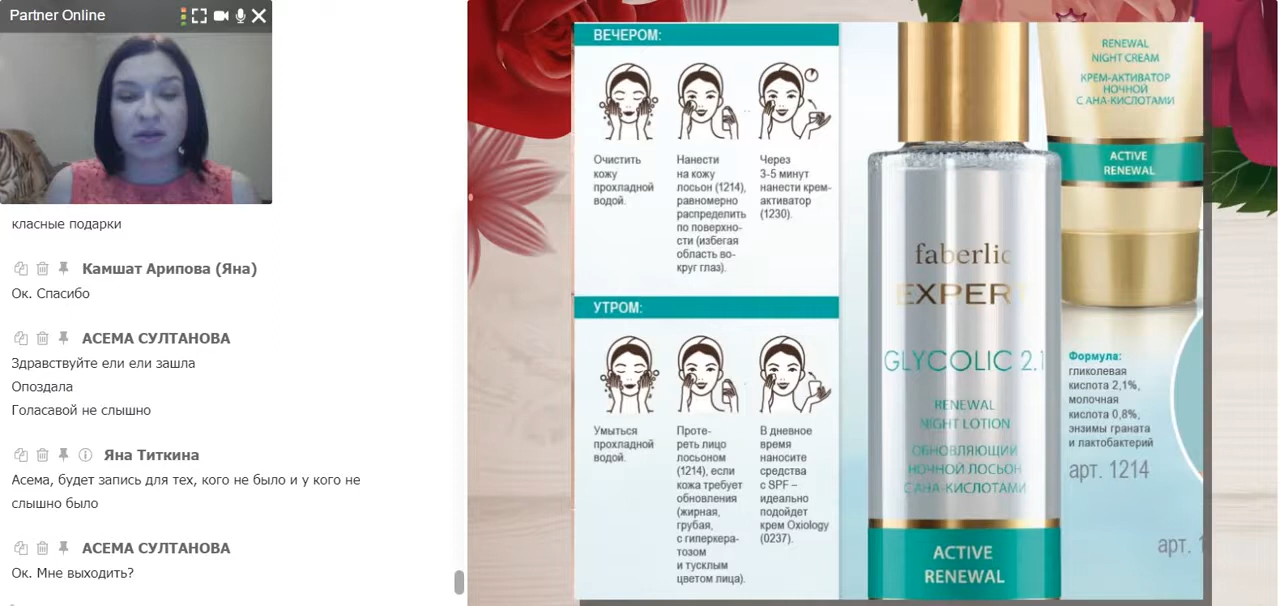 Partner Online
класные подарки
Камшат Арипова (Яна)
Ок. Спасибо
АСЕМА СУЛТАНОВА
Здравствуйте ели ели зашла
Опоздала
Голасавой не слышно
Яна Титкина
Асема, будет запись для тех, кого не было и у кого не
слышно было
АСЕМА СУЛТАНОВА
Ок. Мне выходить?
ВЕЧЕРОМ:
Очистить
кожу
прохладной
водой.
Нанести
на кожу
лосьон (1214),
равномерно
распределить
по поверхно-
сти (избегая
область во-
круг глаз).
Через
3-5 минут
нанести крем-
активатор
(1230).
УТРОМ:
Умыться
прохладной
водой.
Проте-
реть лицо
лосьоном
(1214), если
кожа требует
обновления
(жирная,
грубая,
с гиперкера-
тозом
и тусклым
цветом лица).
В дневное
время
наносите
средства
с SPF –
идеально
подойдет
крем Oxiology
(0237).
faberlic
EXPERT
GLYCOLIC 2.1
RENEWAL
NIGHT LOTION
ОБНОВЛЯЮЩИЙ
НОЧНОЙ ЛОСЬОН
С АНА-КИСЛОТАМИ
ACTIVE
RENEWAL
RENEWAL
NIGHT CREAM
КРЕМ-АКТИВАТОР
НОЧНОЙ
С АНА-КИСЛОТАМИ
ACTIVE
RENEWAL
Формула:
гликолевая
кислота 2,1%,
молочная
кислота 0,8%,
энзимы граната
и лактобактерий
арт. 1214
арт. 1